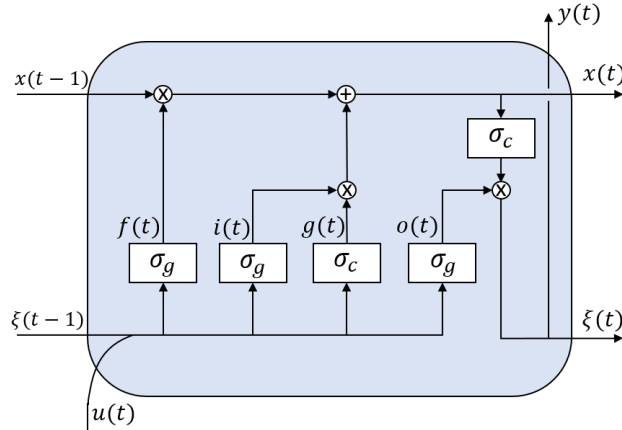 y(t)
x(t−1) x(t)
σ_c
f(t) i(t) g(t) o(t)
σ_g σ_g σ_c σ_g
ξ(t−1) ξ(t)
u(t)